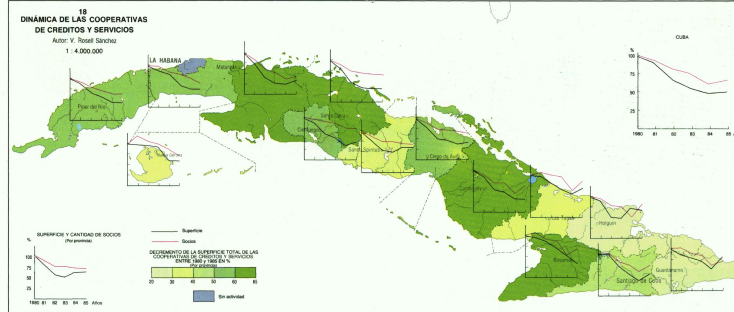 18
DINÁMICA DE LAS COOPERATIVAS
DE CREDITOS Y SERVICIOS
Autor: V. Rosell Sánchez
1 : 4.000.000
CUBA
%
100
75
50
25
1980 81 82 83 84 85
LA HABANA
Matanzas
Pinar del Río
Villa Clara
Cienfuegos
Sancti Spíritus
Ciego de Avila
Camagüey
Las Tunas
Holguín
Granma
Santiago de Cuba
Guantánamo
SUPERFICIE Y CANTIDAD DE SOCIOS
(Por provincia)
%
100
75
50
25
1980 81 82 83 84 85 Años
Superficie
Socios
DECREMENTO DE LA SUPERFICIE TOTAL DE LAS
COOPERATIVAS DE CREDITOS Y SERVICIOS
ENTRE 1980 y 1985 EN %
(Por provincia)
20 30 40 50 60 65
Sin actividad